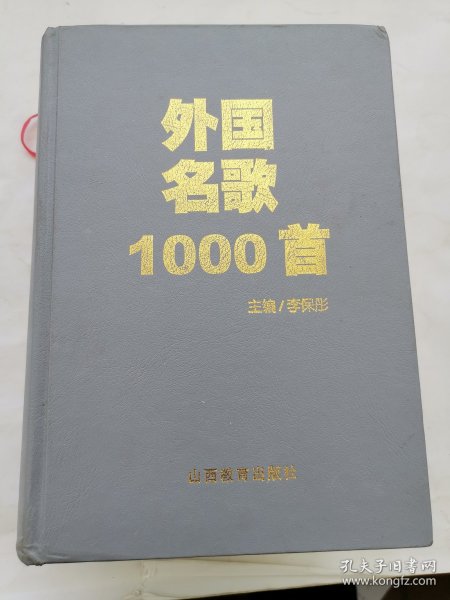 外国
名歌
1000首
主编/李保彤
山西教育出版社
孔夫子旧书网
www.kongfz.com